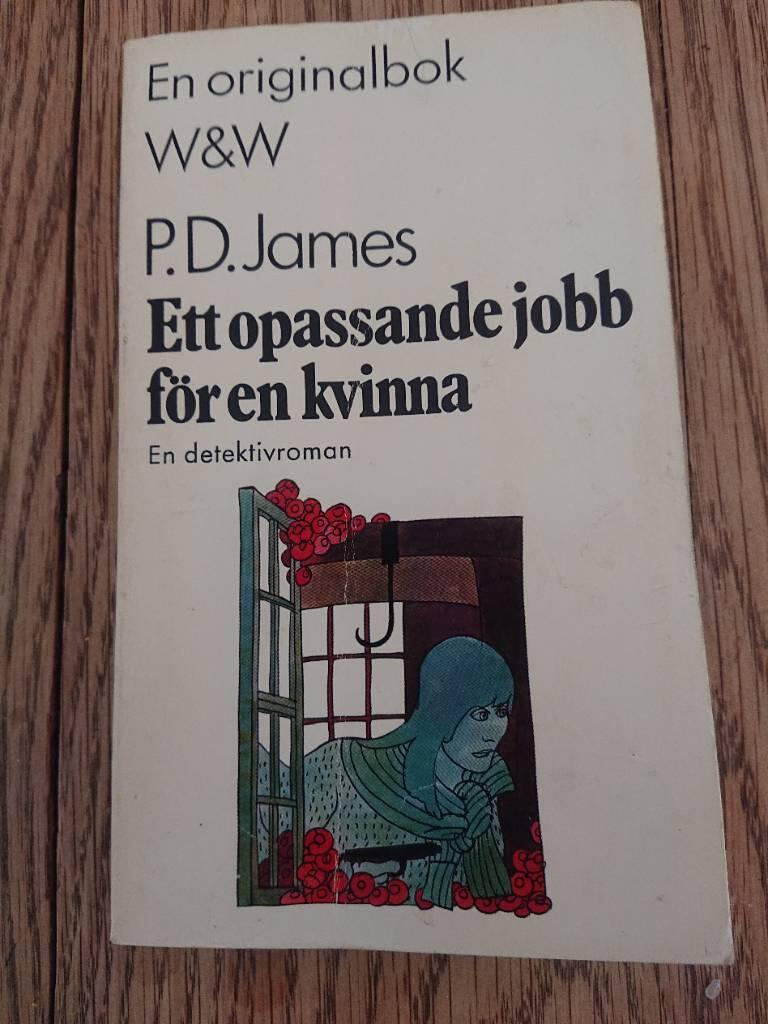 En originalbok
W&W
P.D. James
Ett opassande jobb
för en kvinna
En detektivroman